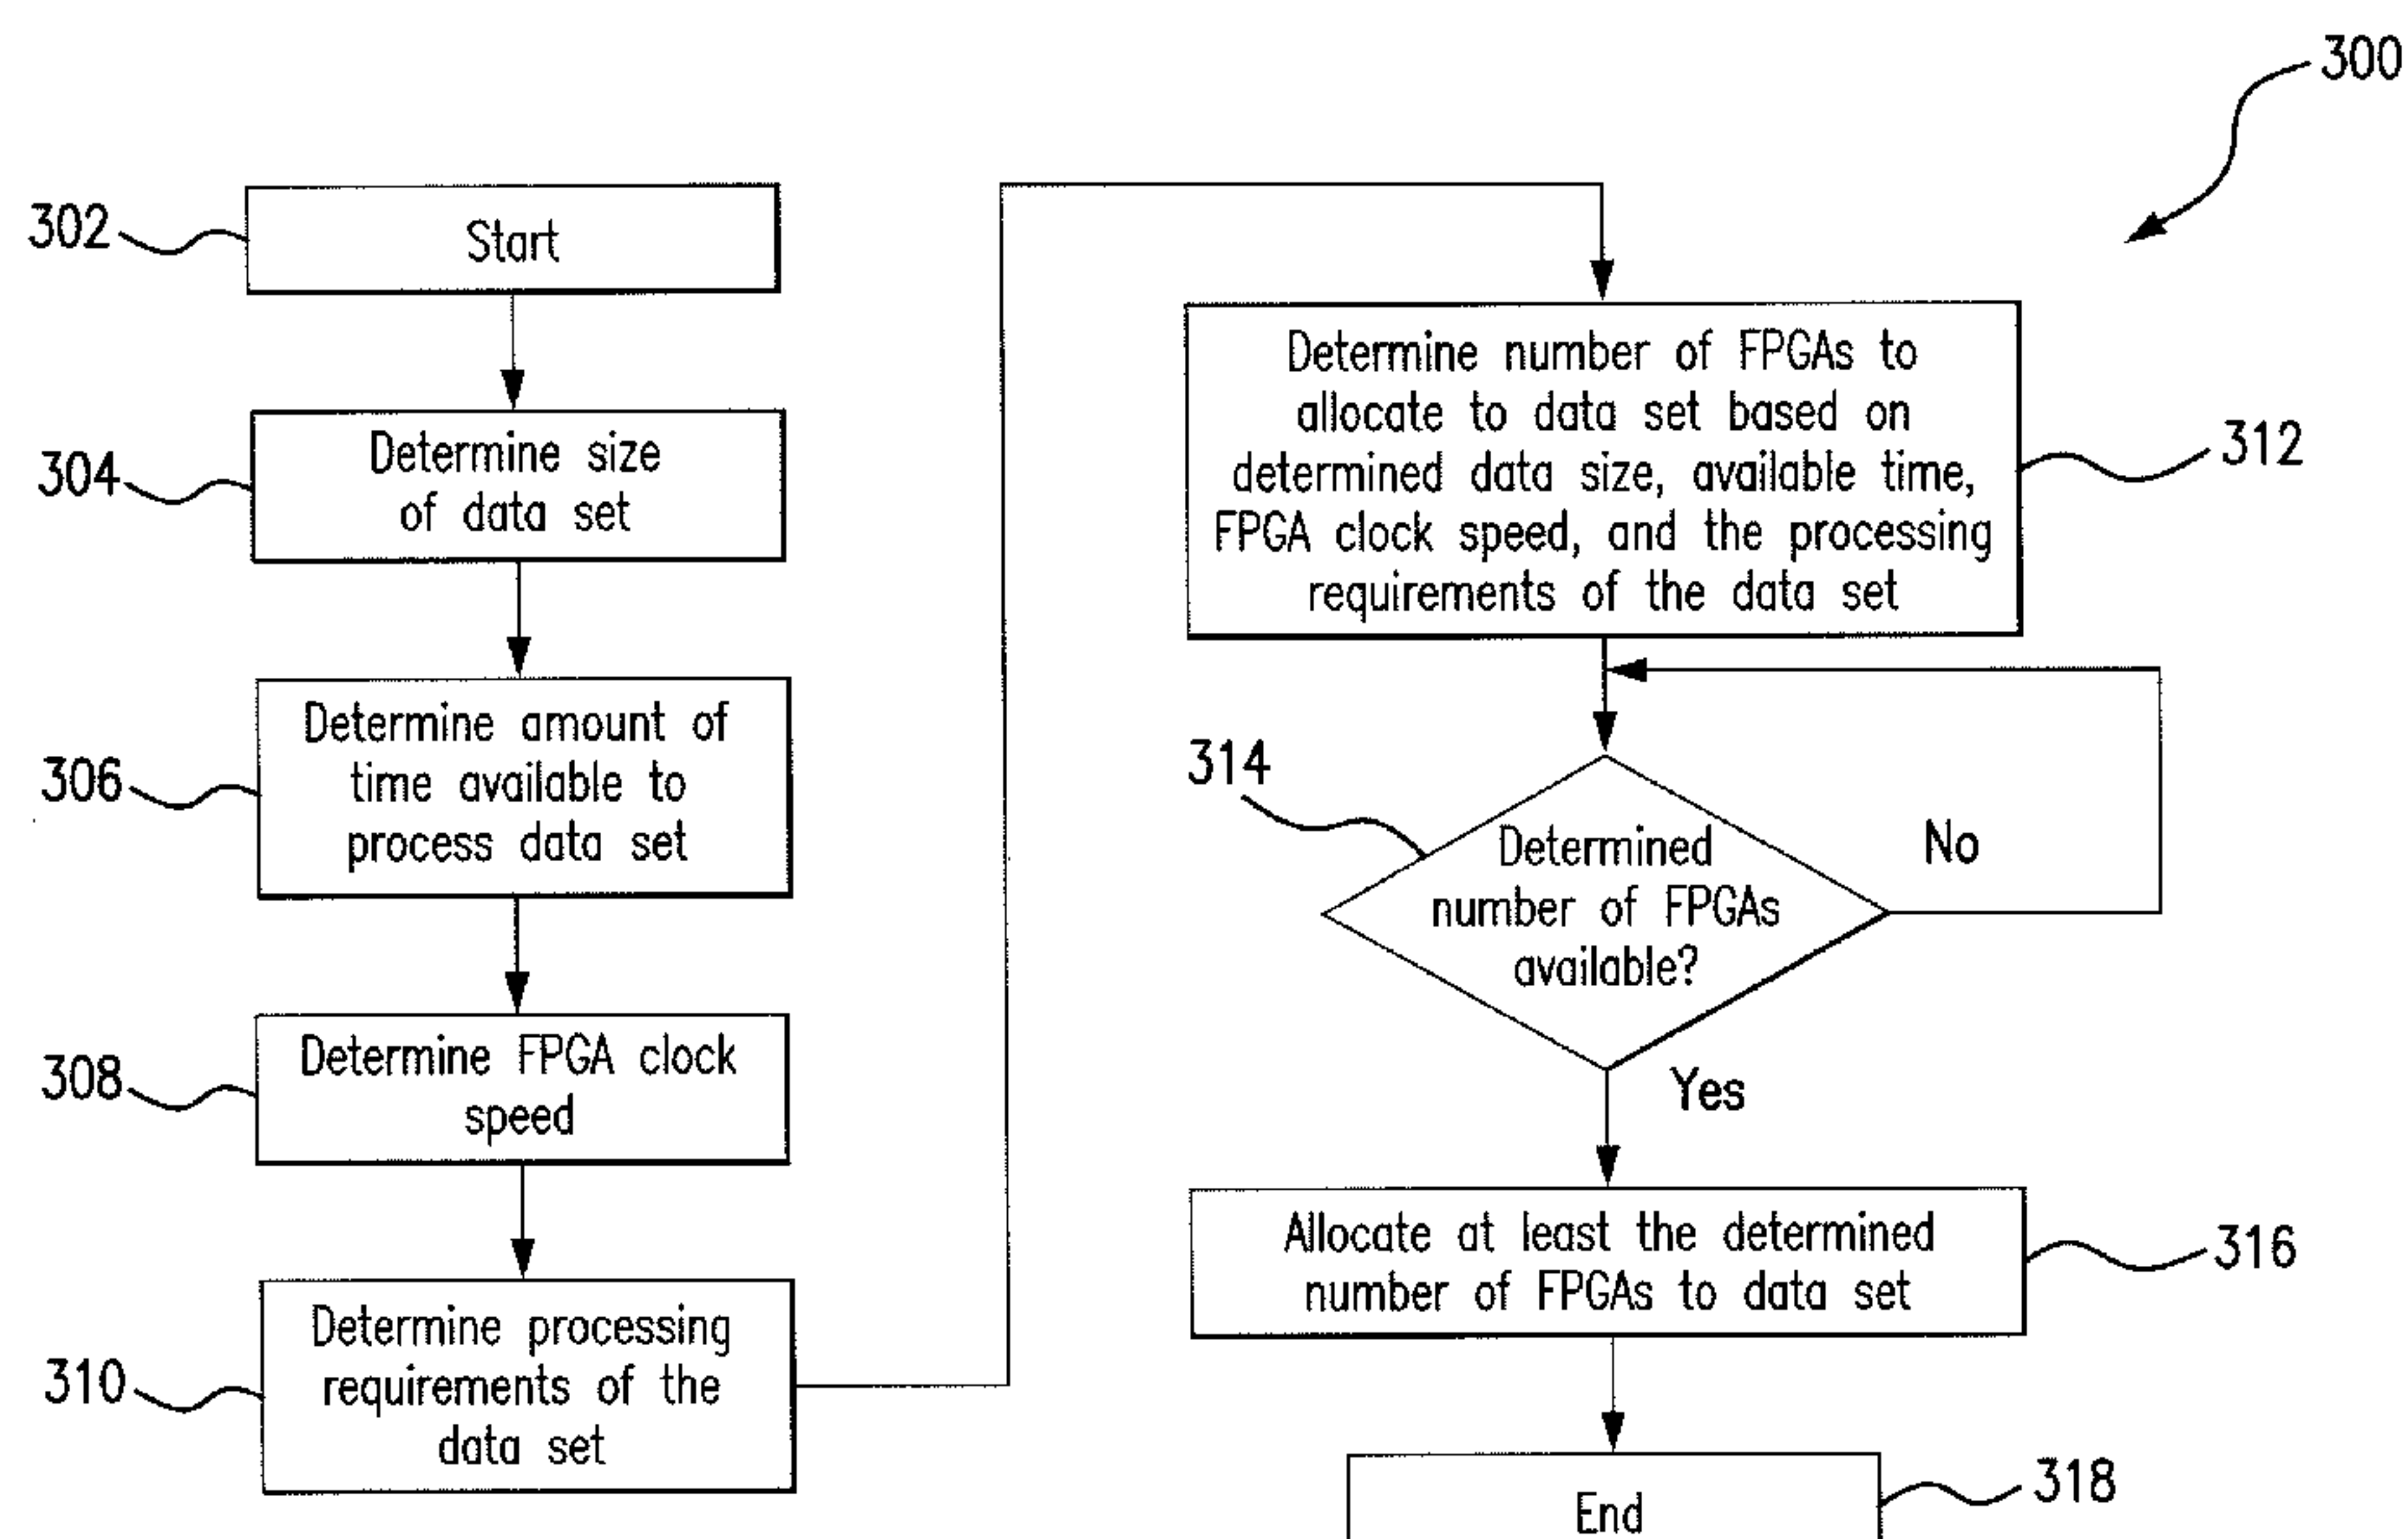 300
302
Start
304
Determine size
of data set
306
Determine amount of
time available to
process data set
308
Determine FPGA clock
speed
310
Determine processing
requirements of the
data set
Determine number of FPGAs to
allocate to data set based on
determined data size, available time,
FPGA clock speed, and the processing
requirements of the data set
312
314
Determined
number of FPGAs
available?
No
Yes
Allocate at least the determined
number of FPGAs to data set
316
End
318